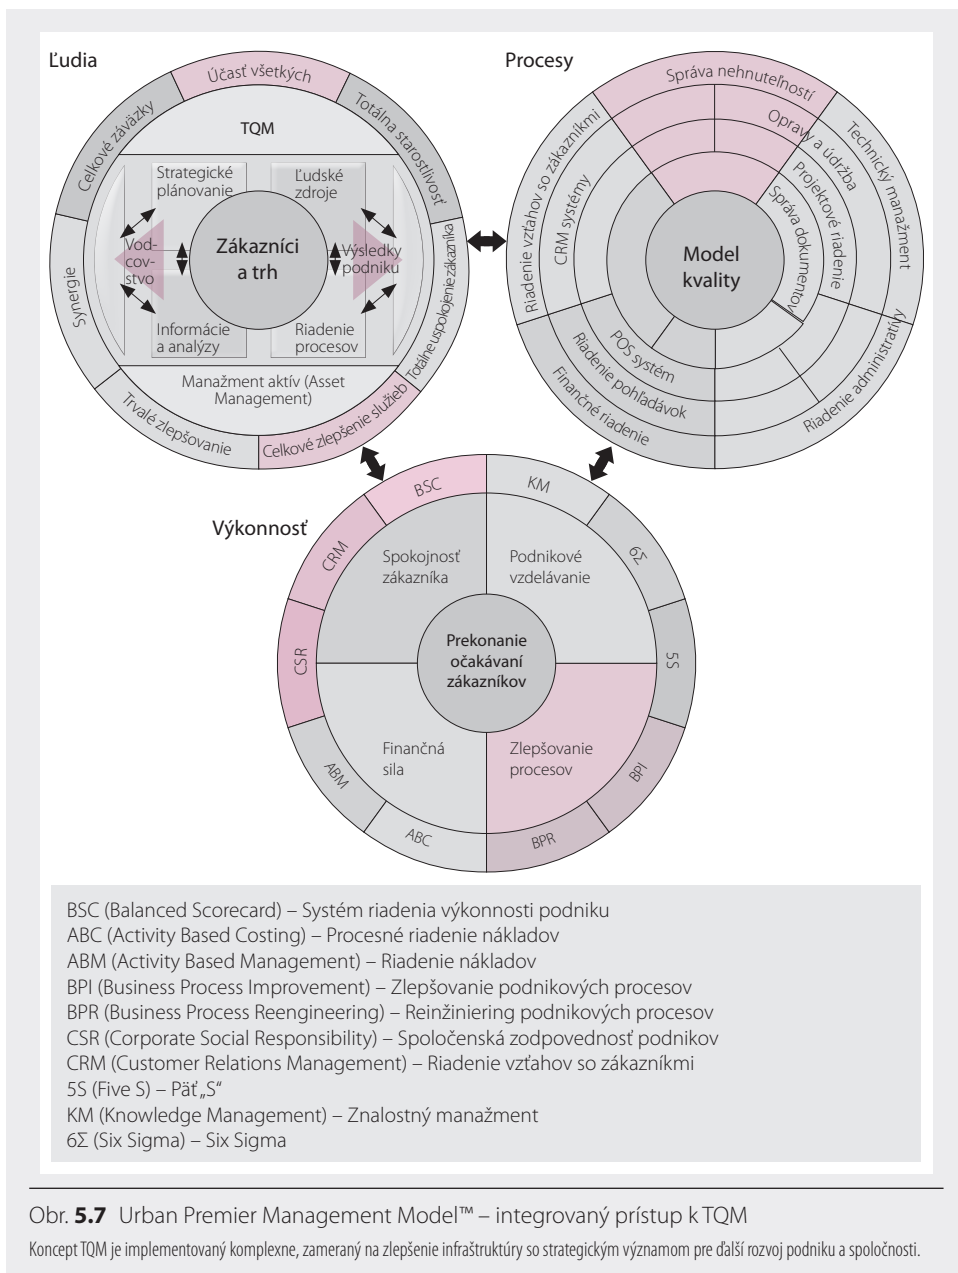 Ľudia
Účasť všetkých
Totálna starostlivosť
Totálne uspokojenie zákazníka
Celkové zlepšenie služieb
Trvalé zlepšovanie
Synergie
Celkové záväzky
TQM
Strategické
plánovanie
Ľudské
zdroje
Vod-
cov-
stvo
Zákazníci
a trh
Výsledky
podniku
Informácie
a analýzy
Riadenie
procesov
Manažment aktív (Asset
Management)
Procesy
Správa nehnuteľností
Technický manažment
Riadenie administratívy
Finančné riadenie
Riadenie vzťahov so zákazníkmi
Opravy a údržba
Projektové riadenie
Správa dokumentov
CRM systémy
POS systém
Riadenie pohľadávok
Model
kvality
Výkonnosť
BSC
KM
6Σ
5S
BPI
BPR
ABC
ABM
CSR
CRM
Spokojnosť
zákazníka
Podnikové
vzdelávanie
Prekonanie
očakávaní
zákazníkov
Finančná
sila
Zlepšovanie
procesov
BSC (Balanced Scorecard) – Systém riadenia výkonnosti podniku
ABC (Activity Based Costing) – Procesné riadenie nákladov
ABM (Activity Based Management) – Riadenie nákladov
BPI (Business Process Improvement) – Zlepšovanie podnikových procesov
BPR (Business Process Reengineering) – Reinžiniering podnikových procesov
CSR (Corporate Social Responsibility) – Spoločenská zodpovednosť podnikov
CRM (Customer Relations Management) – Riadenie vzťahov so zákazníkmi
5S (Five S) – Päť „S“
KM (Knowledge Management) – Znalostný manažment
6Σ (Six Sigma) – Six Sigma
Obr. 5.7 Urban Premier Management Model™ – integrovaný prístup k TQM
Koncept TQM je implementovaný komplexne, zameraný na zlepšenie infraštruktúry so strategickým významom pre ďalší rozvoj podniku a spoločnosti.